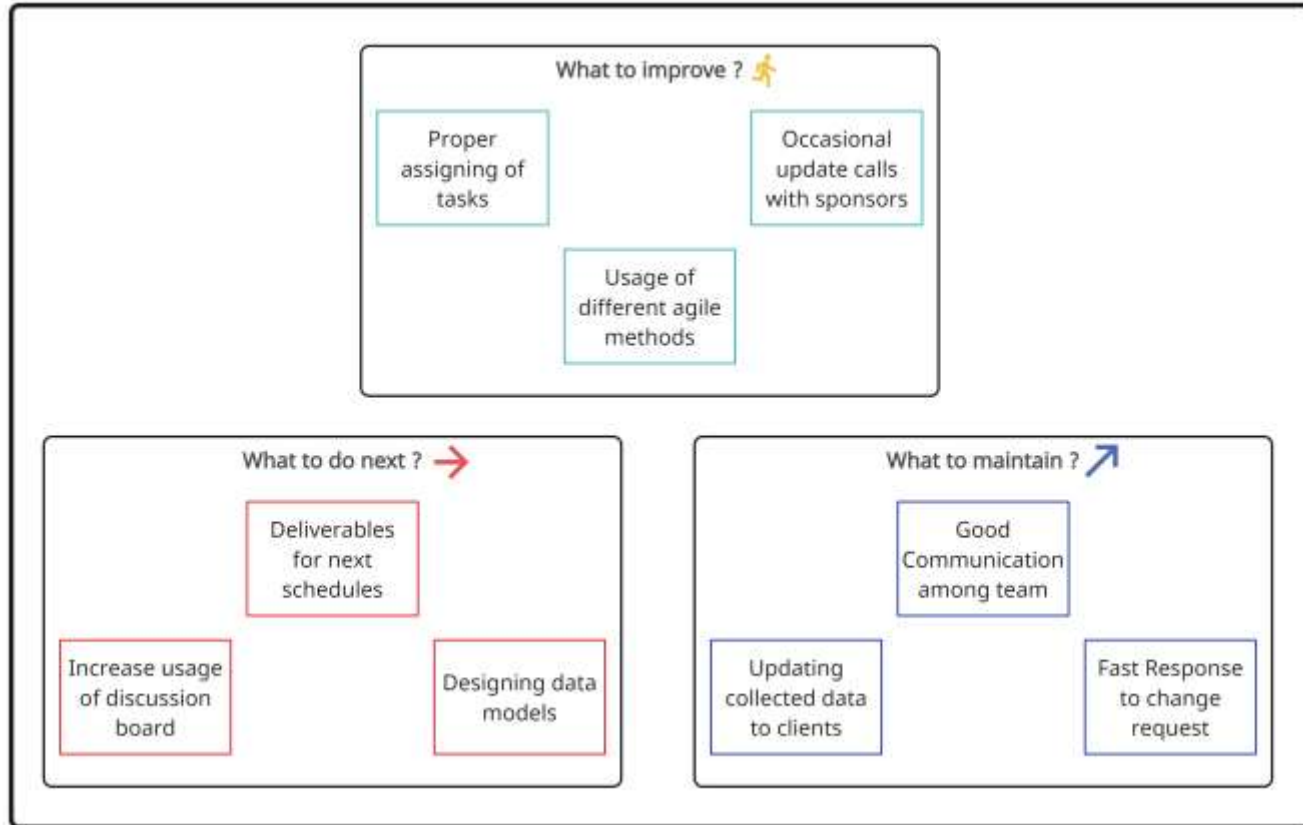 What to improve ?
Proper
assigning of
tasks
Occasional
update calls
with sponsors
Usage of
different agile
methods
What to do next ?
Deliverables
for next
schedules
Increase usage
of discussion
board
Designing data
models
What to maintain ?
Good
Communication
among team
Updating
collected data
to clients
Fast Response
to change
request